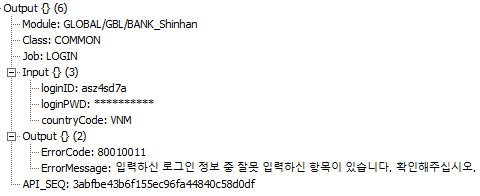 Output {} (6)
Module: GLOBAL/GBL/BANK_Shinhan
Class: COMMON
Job: LOGIN
Input {} (3)
loginID: asz4sd7a
loginPWD: **********
countryCode: VNM
Output {} (2)
ErrorCode: 80010011
ErrorMessage: 입력하신 로그인 정보 중 잘못 입력하신 항목이 있습니다. 확인해주십시오.
API_SEQ: 3abfbe43b6f155ec96fa44840c58d0df